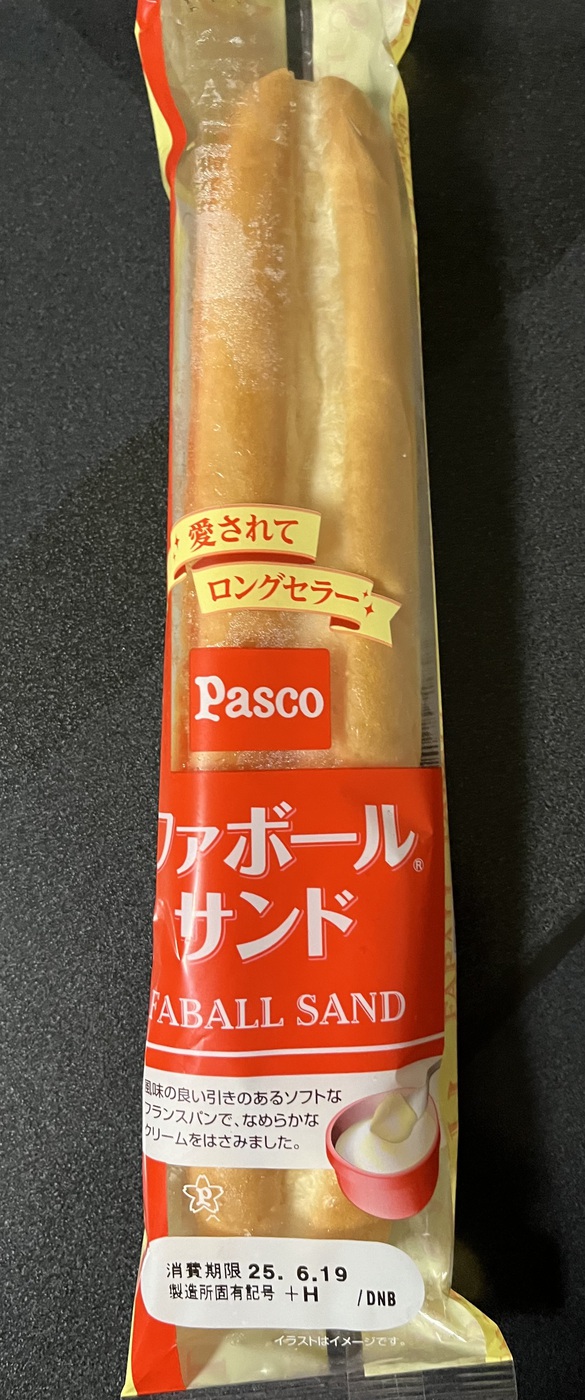 愛されて
ロングセラー
Pasco
ファボール®
サンド
FABALL SAND
風味の良い引きのあるソフトな
フランスパンで、なめらかな
クリームをはさみました。
P
消費期限 25. 6.19
製造所固有記号 +H /DNB
イラストはイメージです。